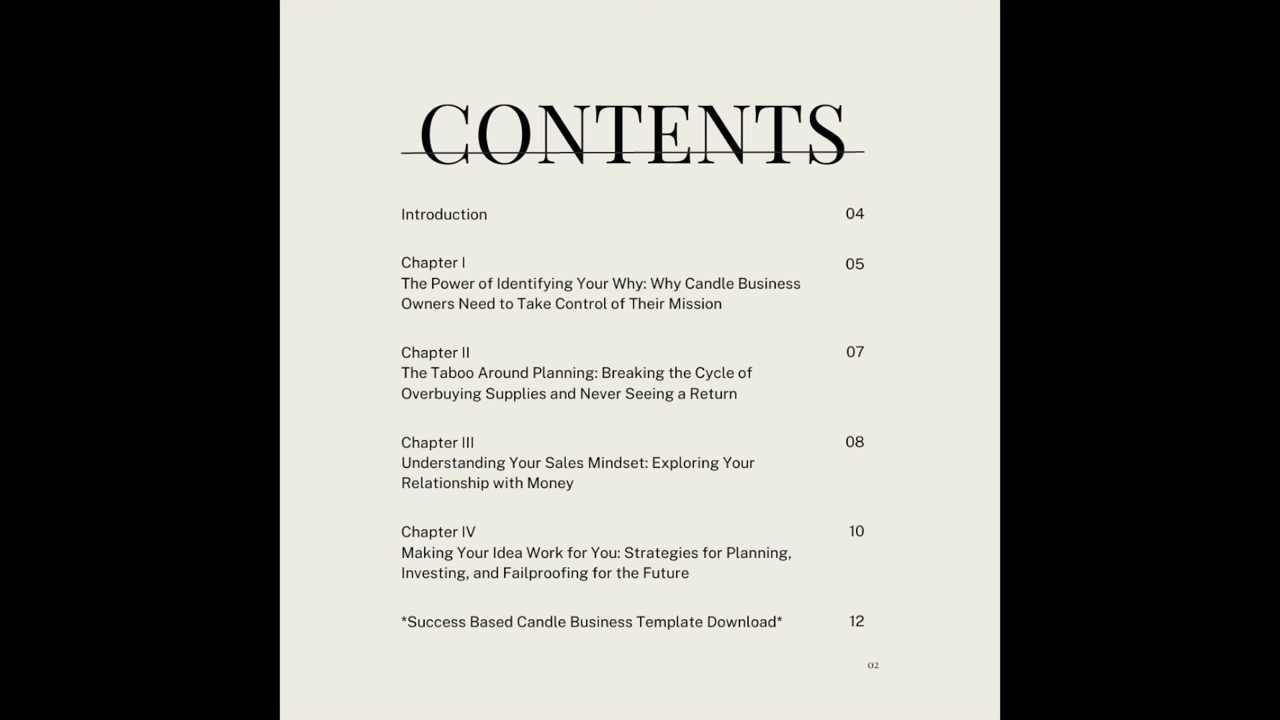 CONTENTS
Introduction 04
Chapter I 05
The Power of Identifying Your Why: Why Candle Business
Owners Need to Take Control of Their Mission
Chapter II 07
The Taboo Around Planning: Breaking the Cycle of
Overbuying Supplies and Never Seeing a Return
Chapter III 08
Understanding Your Sales Mindset: Exploring Your
Relationship with Money
Chapter IV 10
Making Your Idea Work for You: Strategies for Planning,
Investing, and Failproofing for the Future
*Success Based Candle Business Template Download* 12
02